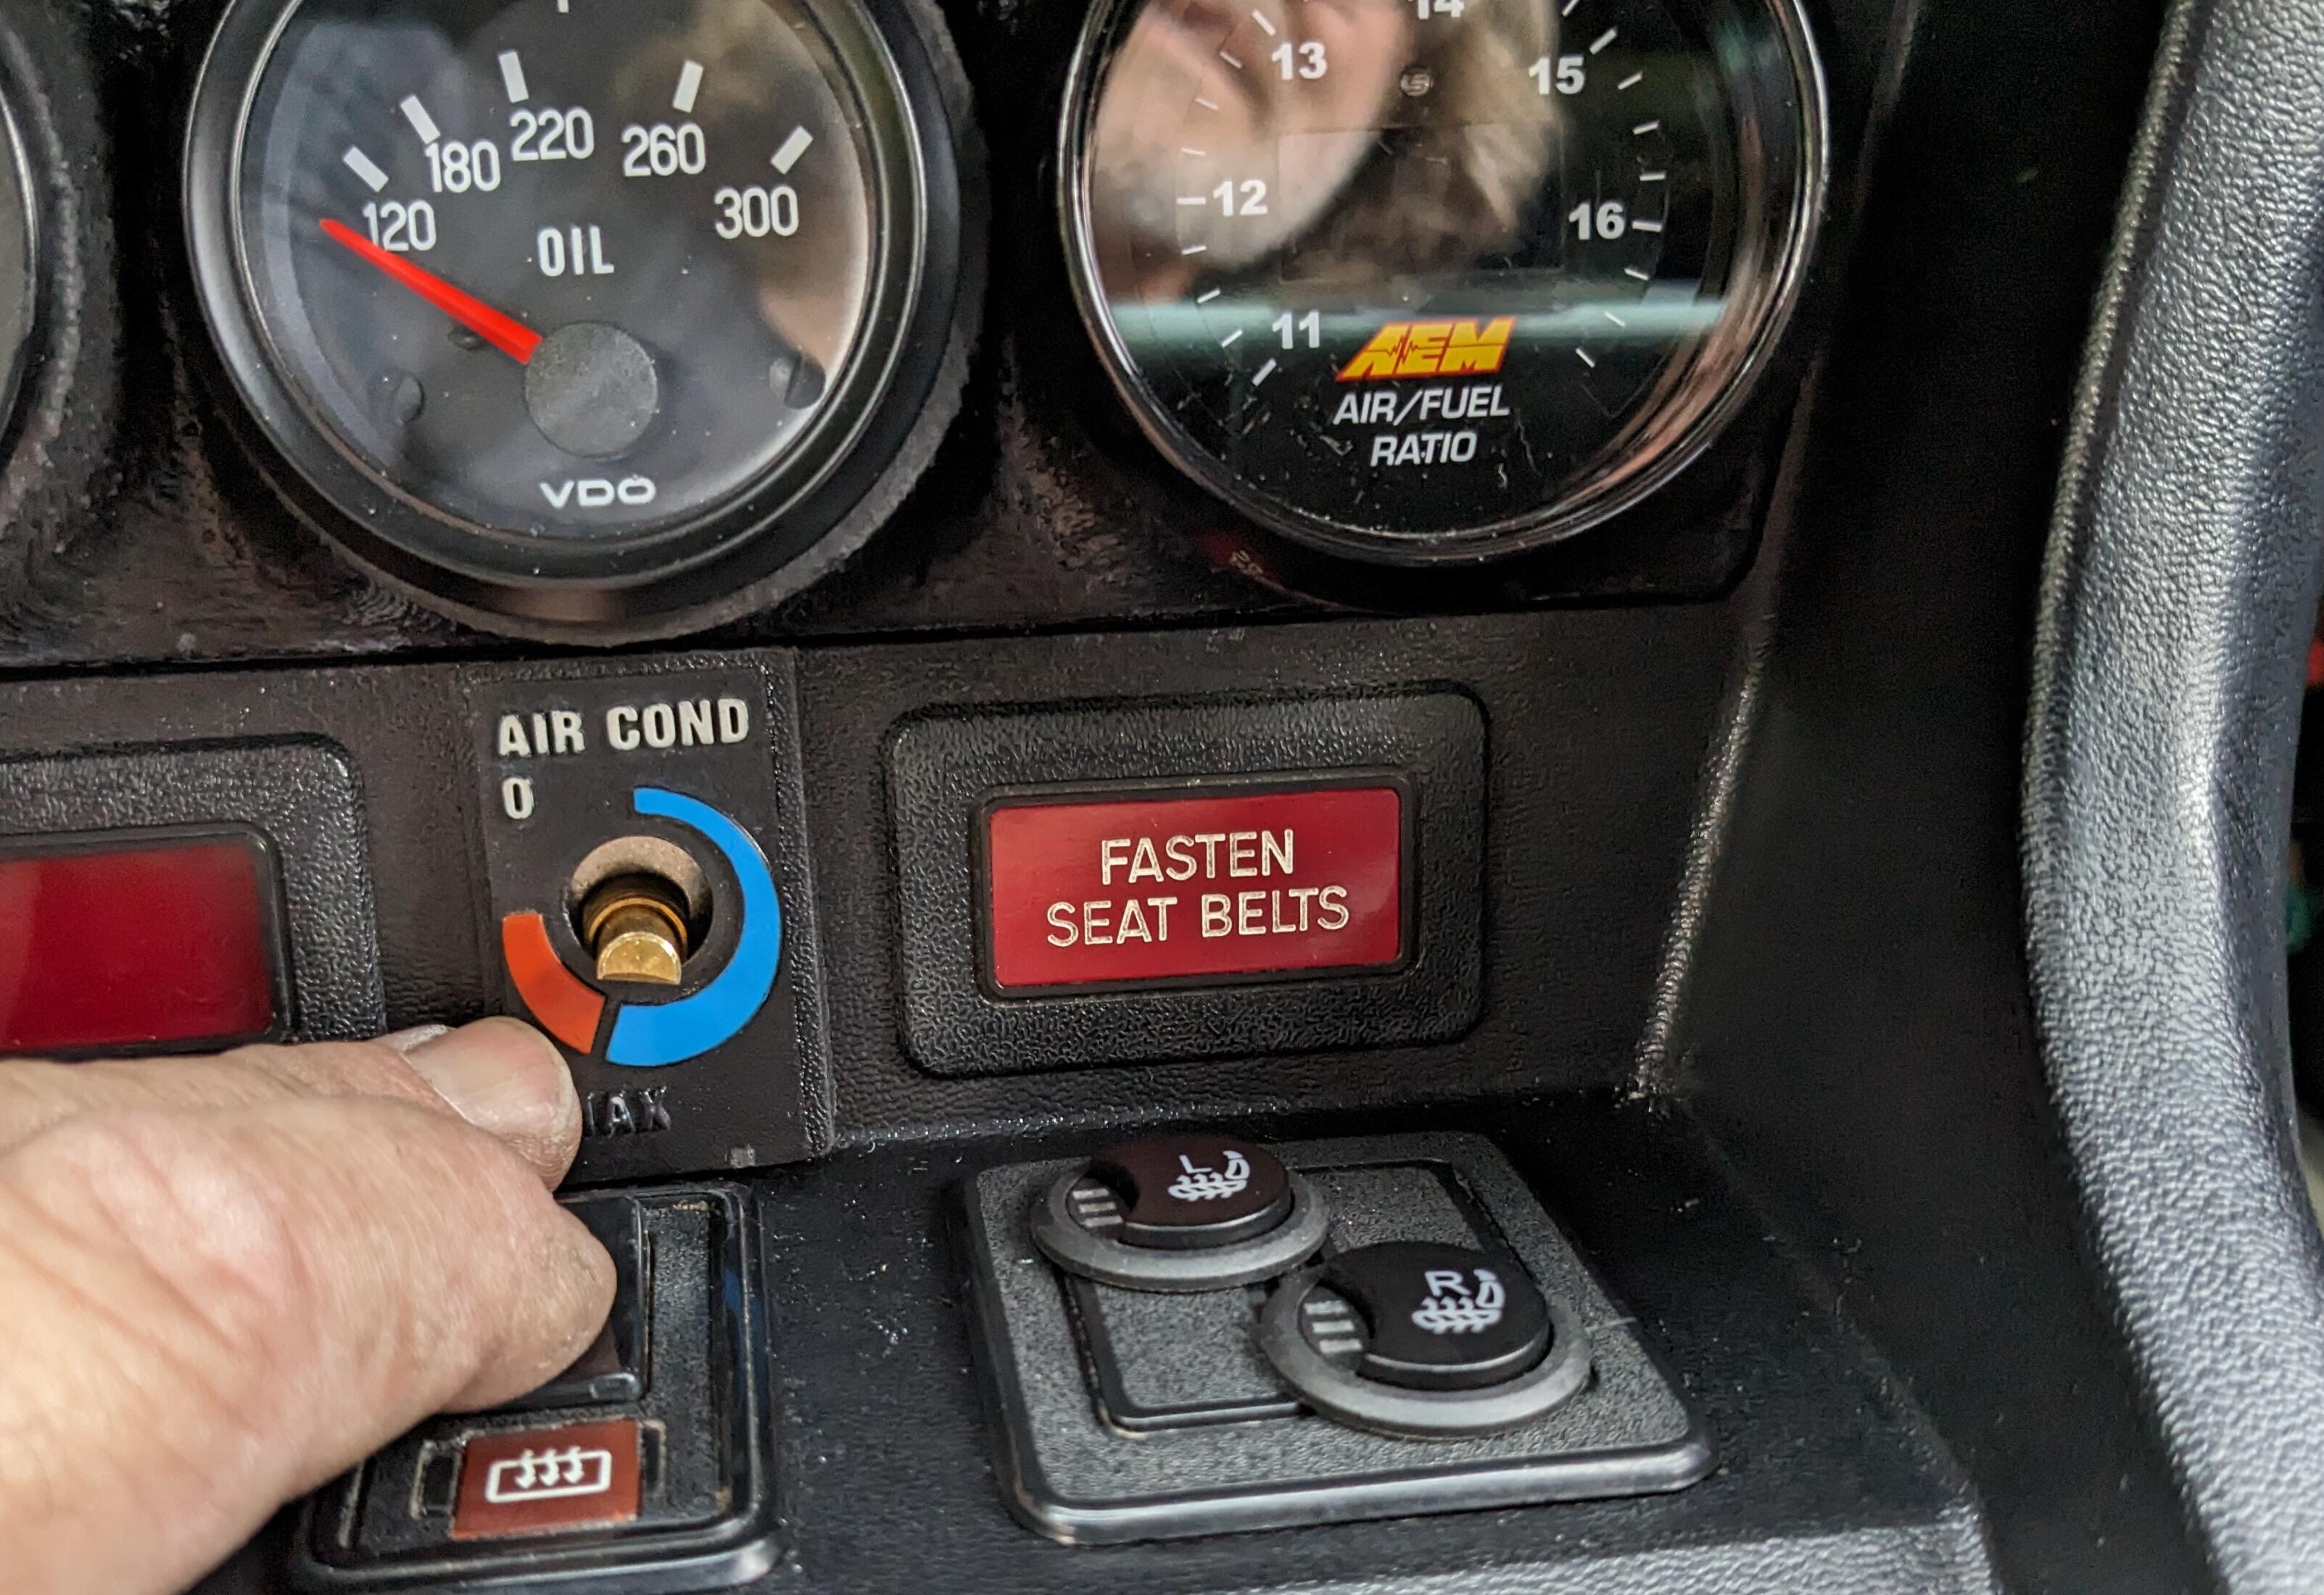 120
180
220
260
300
OIL
VDO
11
12
13
14
15
16
AEM
AIR/FUEL
RATIO
AIR COND
0
FASTEN
SEAT BELTS
L
R